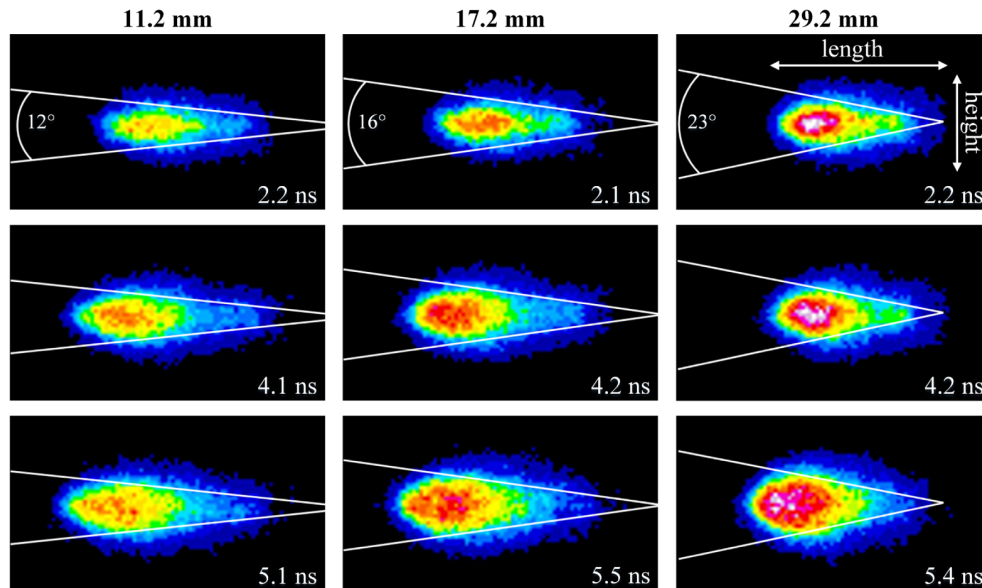 11.2 mm
17.2 mm
29.2 mm
12°
2.2 ns
16°
2.1 ns
length
height
23°
2.2 ns
4.1 ns
4.2 ns
4.2 ns
5.1 ns
5.5 ns
5.4 ns